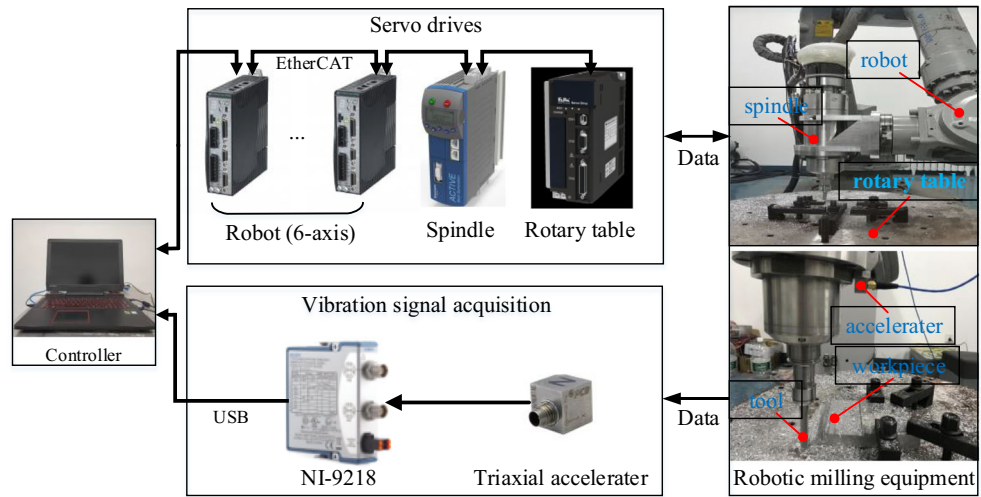 Servo drives
EtherCAT
...
ACTIVE
Robot (6-axis)
Spindle
Rotary table
Data
robot
spindle
rotary table
Controller
Vibration signal acquisition
USB
NI-9218
Triaxial accelerater
Data
accelerater
workpiece
tool
Robotic milling equipment